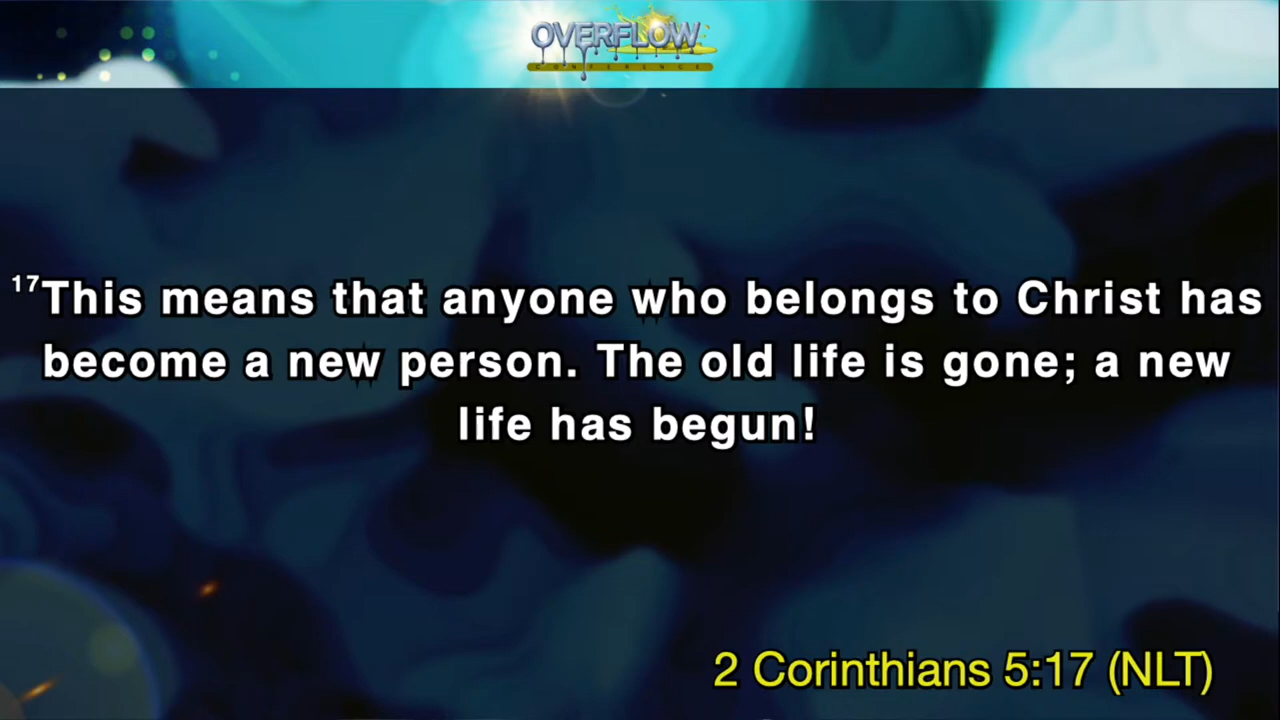 OVERFLOW
CONFERENCE
17This means that anyone who belongs to Christ has
become a new person. The old life is gone; a new
life has begun!
2 Corinthians 5:17 (NLT)